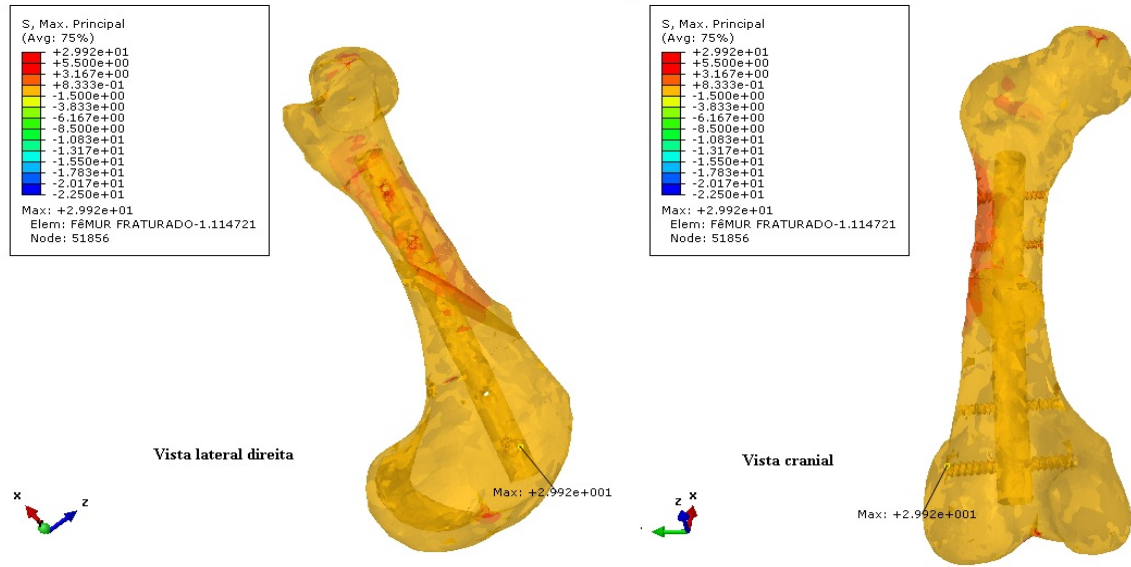 S, Max. Principal
(Avg: 75%)
+2.992e+01
+5.500e+00
+3.167e+00
+8.333e-01
-1.500e+00
-3.833e+00
-6.167e+00
-8.500e+00
-1.083e+01
-1.317e+01
-1.550e+01
-1.783e+01
-2.017e+01
-2.250e+01
Max: +2.992e+01
Elem: FêMUR FRATURADO-1.114721
Node: 51856
Vista lateral direita
Max: +2.992e+001
X
Z
S, Max. Principal
(Avg: 75%)
+2.992e+01
+5.500e+00
+3.167e+00
+8.333e-01
-1.500e+00
-3.833e+00
-6.167e+00
-8.500e+00
-1.083e+01
-1.317e+01
-1.550e+01
-1.783e+01
-2.017e+01
-2.250e+01
Max: +2.992e+01
Elem: FêMUR FRATURADO-1.114721
Node: 51856
Vista cranial
Max: +2.992e+001
Z
X